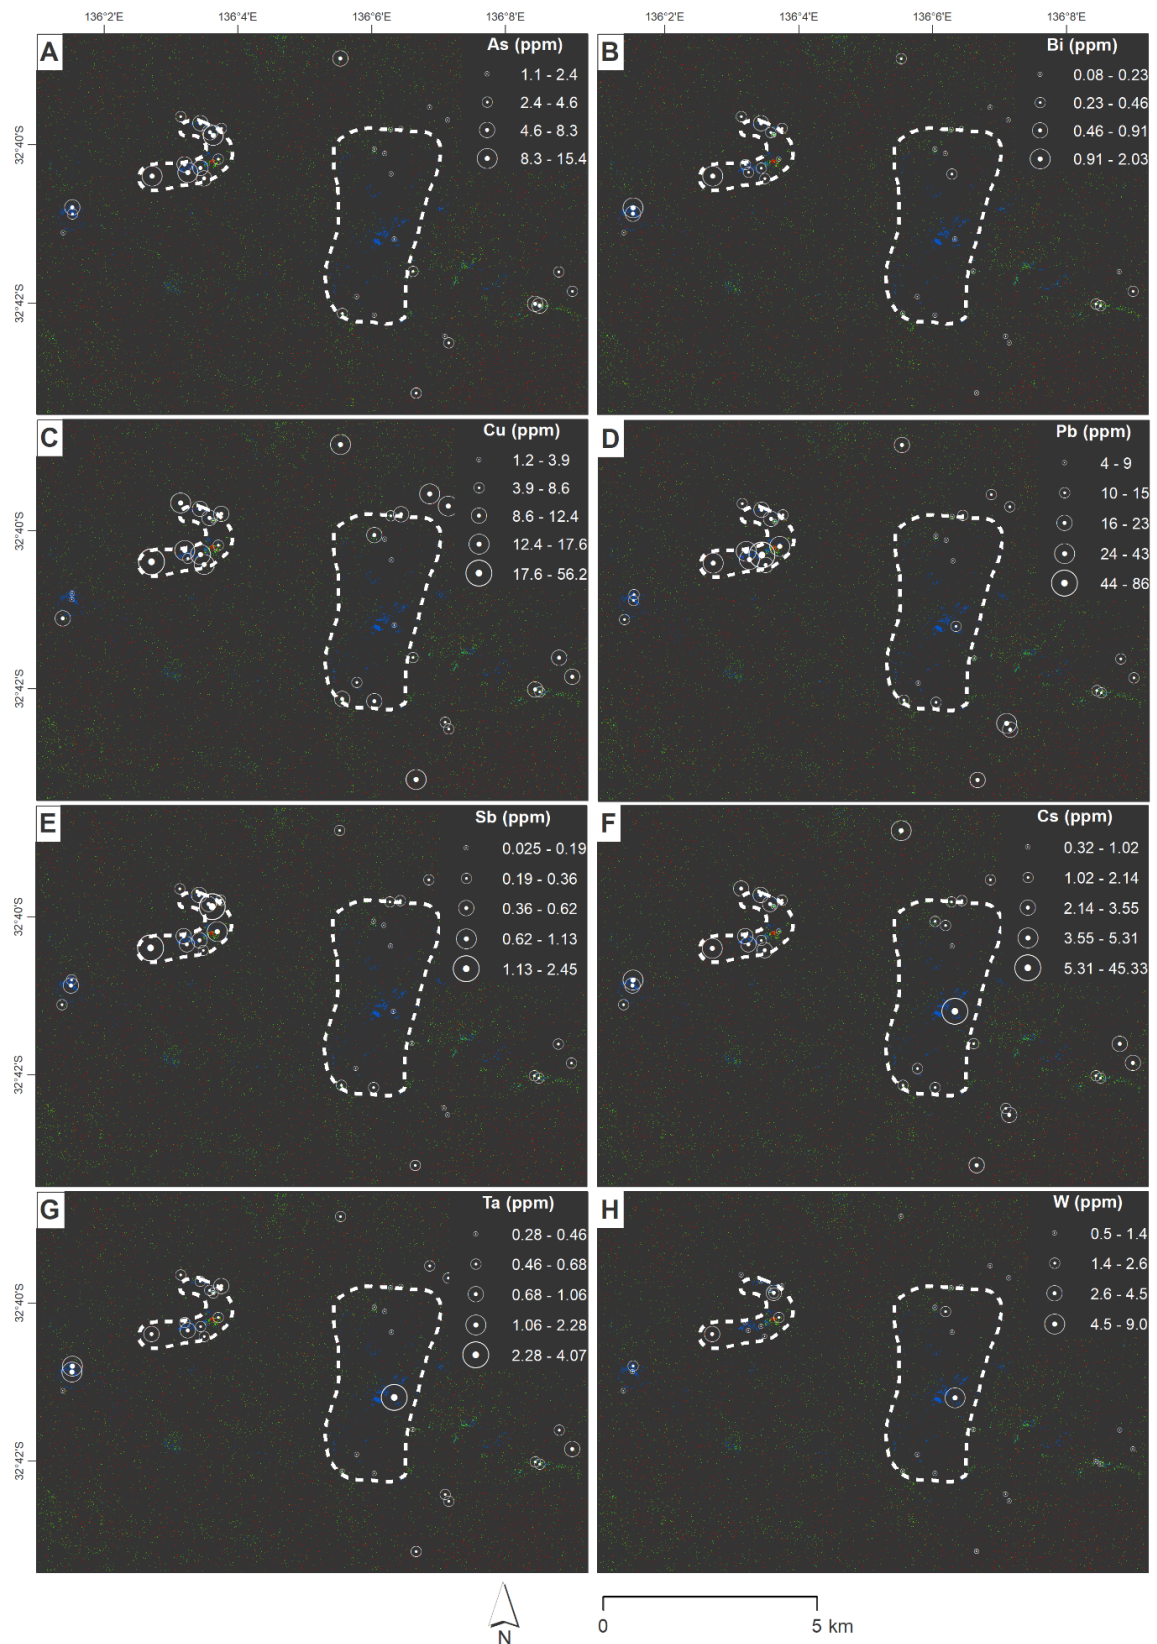 136°2'E 136°4'E 136°6'E 136°8'E 136°2'E 136°4'E 136°6'E 136°8'E
A
As (ppm)
1.1 - 2.4
2.4 - 4.6
4.6 - 8.3
8.3 - 15.4
32°40'S
32°42'S
B
Bi (ppm)
0.08 - 0.23
0.23 - 0.46
0.46 - 0.91
0.91 - 2.03
C
Cu (ppm)
1.2 - 3.9
3.9 - 8.6
8.6 - 12.4
12.4 - 17.6
17.6 - 56.2
32°40'S
32°42'S
D
Pb (ppm)
4 - 9
10 - 15
16 - 23
24 - 43
44 - 86
E
Sb (ppm)
0.025 - 0.19
0.19 - 0.36
0.36 - 0.62
0.62 - 1.13
1.13 - 2.45
32°40'S
32°42'S
F
Cs (ppm)
0.32 - 1.02
1.02 - 2.14
2.14 - 3.55
3.55 - 5.31
5.31 - 45.33
G
Ta (ppm)
0.28 - 0.46
0.46 - 0.68
0.68 - 1.06
1.06 - 2.28
2.28 - 4.07
32°40'S
32°42'S
H
W (ppm)
0.5 - 1.4
1.4 - 2.6
2.6 - 4.5
4.5 - 9.0
N
0 5 km